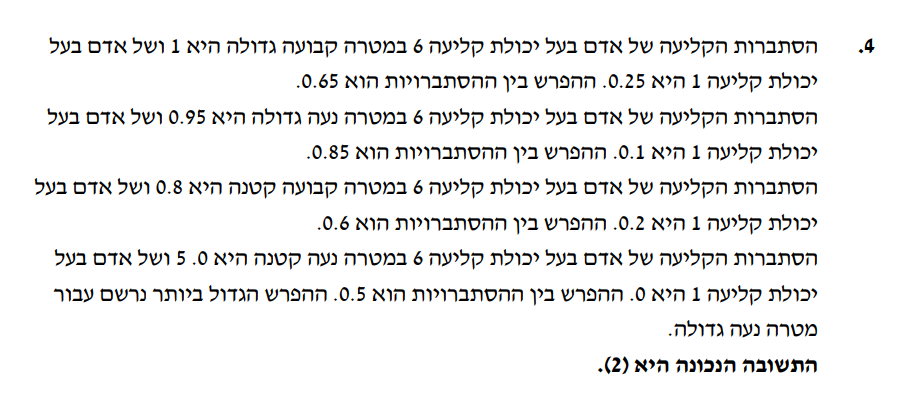 4. הסתברות הקליעה של אדם בעל יכולת קליעה 6 במטרה קבועה גדולה היא 1 ושל אדם בעל
יכולת קליעה 1 היא 0.25. ההפרש בין ההסתברויות הוא 0.65.
הסתברות הקליעה של אדם בעל יכולת קליעה 6 במטרה נעה גדולה היא 0.95 ושל אדם בעל
יכולת קליעה 1 היא 0.1. ההפרש בין ההסתברויות הוא 0.85.
הסתברות הקליעה של אדם בעל יכולת קליעה 6 במטרה קבועה קטנה היא 0.8 ושל אדם בעל
יכולת קליעה 1 היא 0.2. ההפרש בין ההסתברויות הוא 0.6.
הסתברות הקליעה של אדם בעל יכולת קליעה 6 במטרה נעה קטנה היא 0. 5 ושל אדם בעל
יכולת קליעה 1 היא 0. ההפרש בין ההסתברויות הוא 0.5. ההפרש הגדול ביותר נרשם עבור
מטרה נעה גדולה.
התשובה הנכונה היא (2).